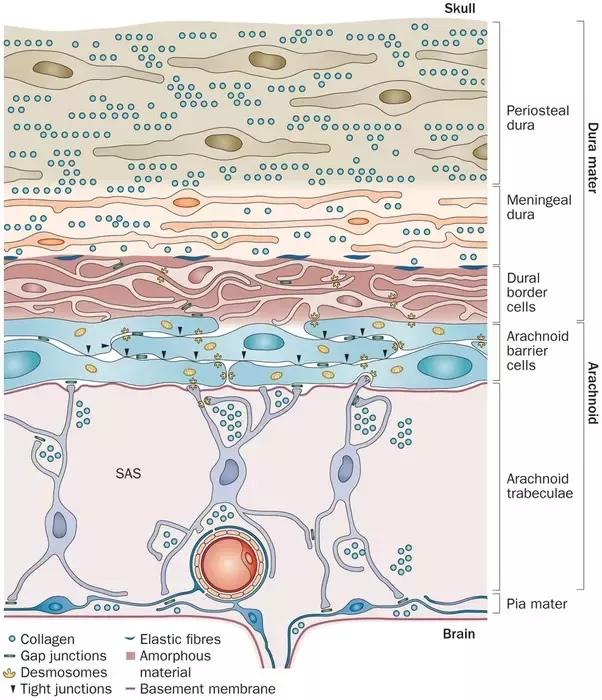 Skull
Periosteal
dura
Dura mater
Meningeal
dura
Dural
border
cells
Arachnoid
barrier
cells
Arachnoid
SAS
Arachnoid
trabeculae
Pia mater
Brain
Collagen
Gap junctions
Desmosomes
Tight junctions
Elastic fibres
Amorphous
material
Basement membrane